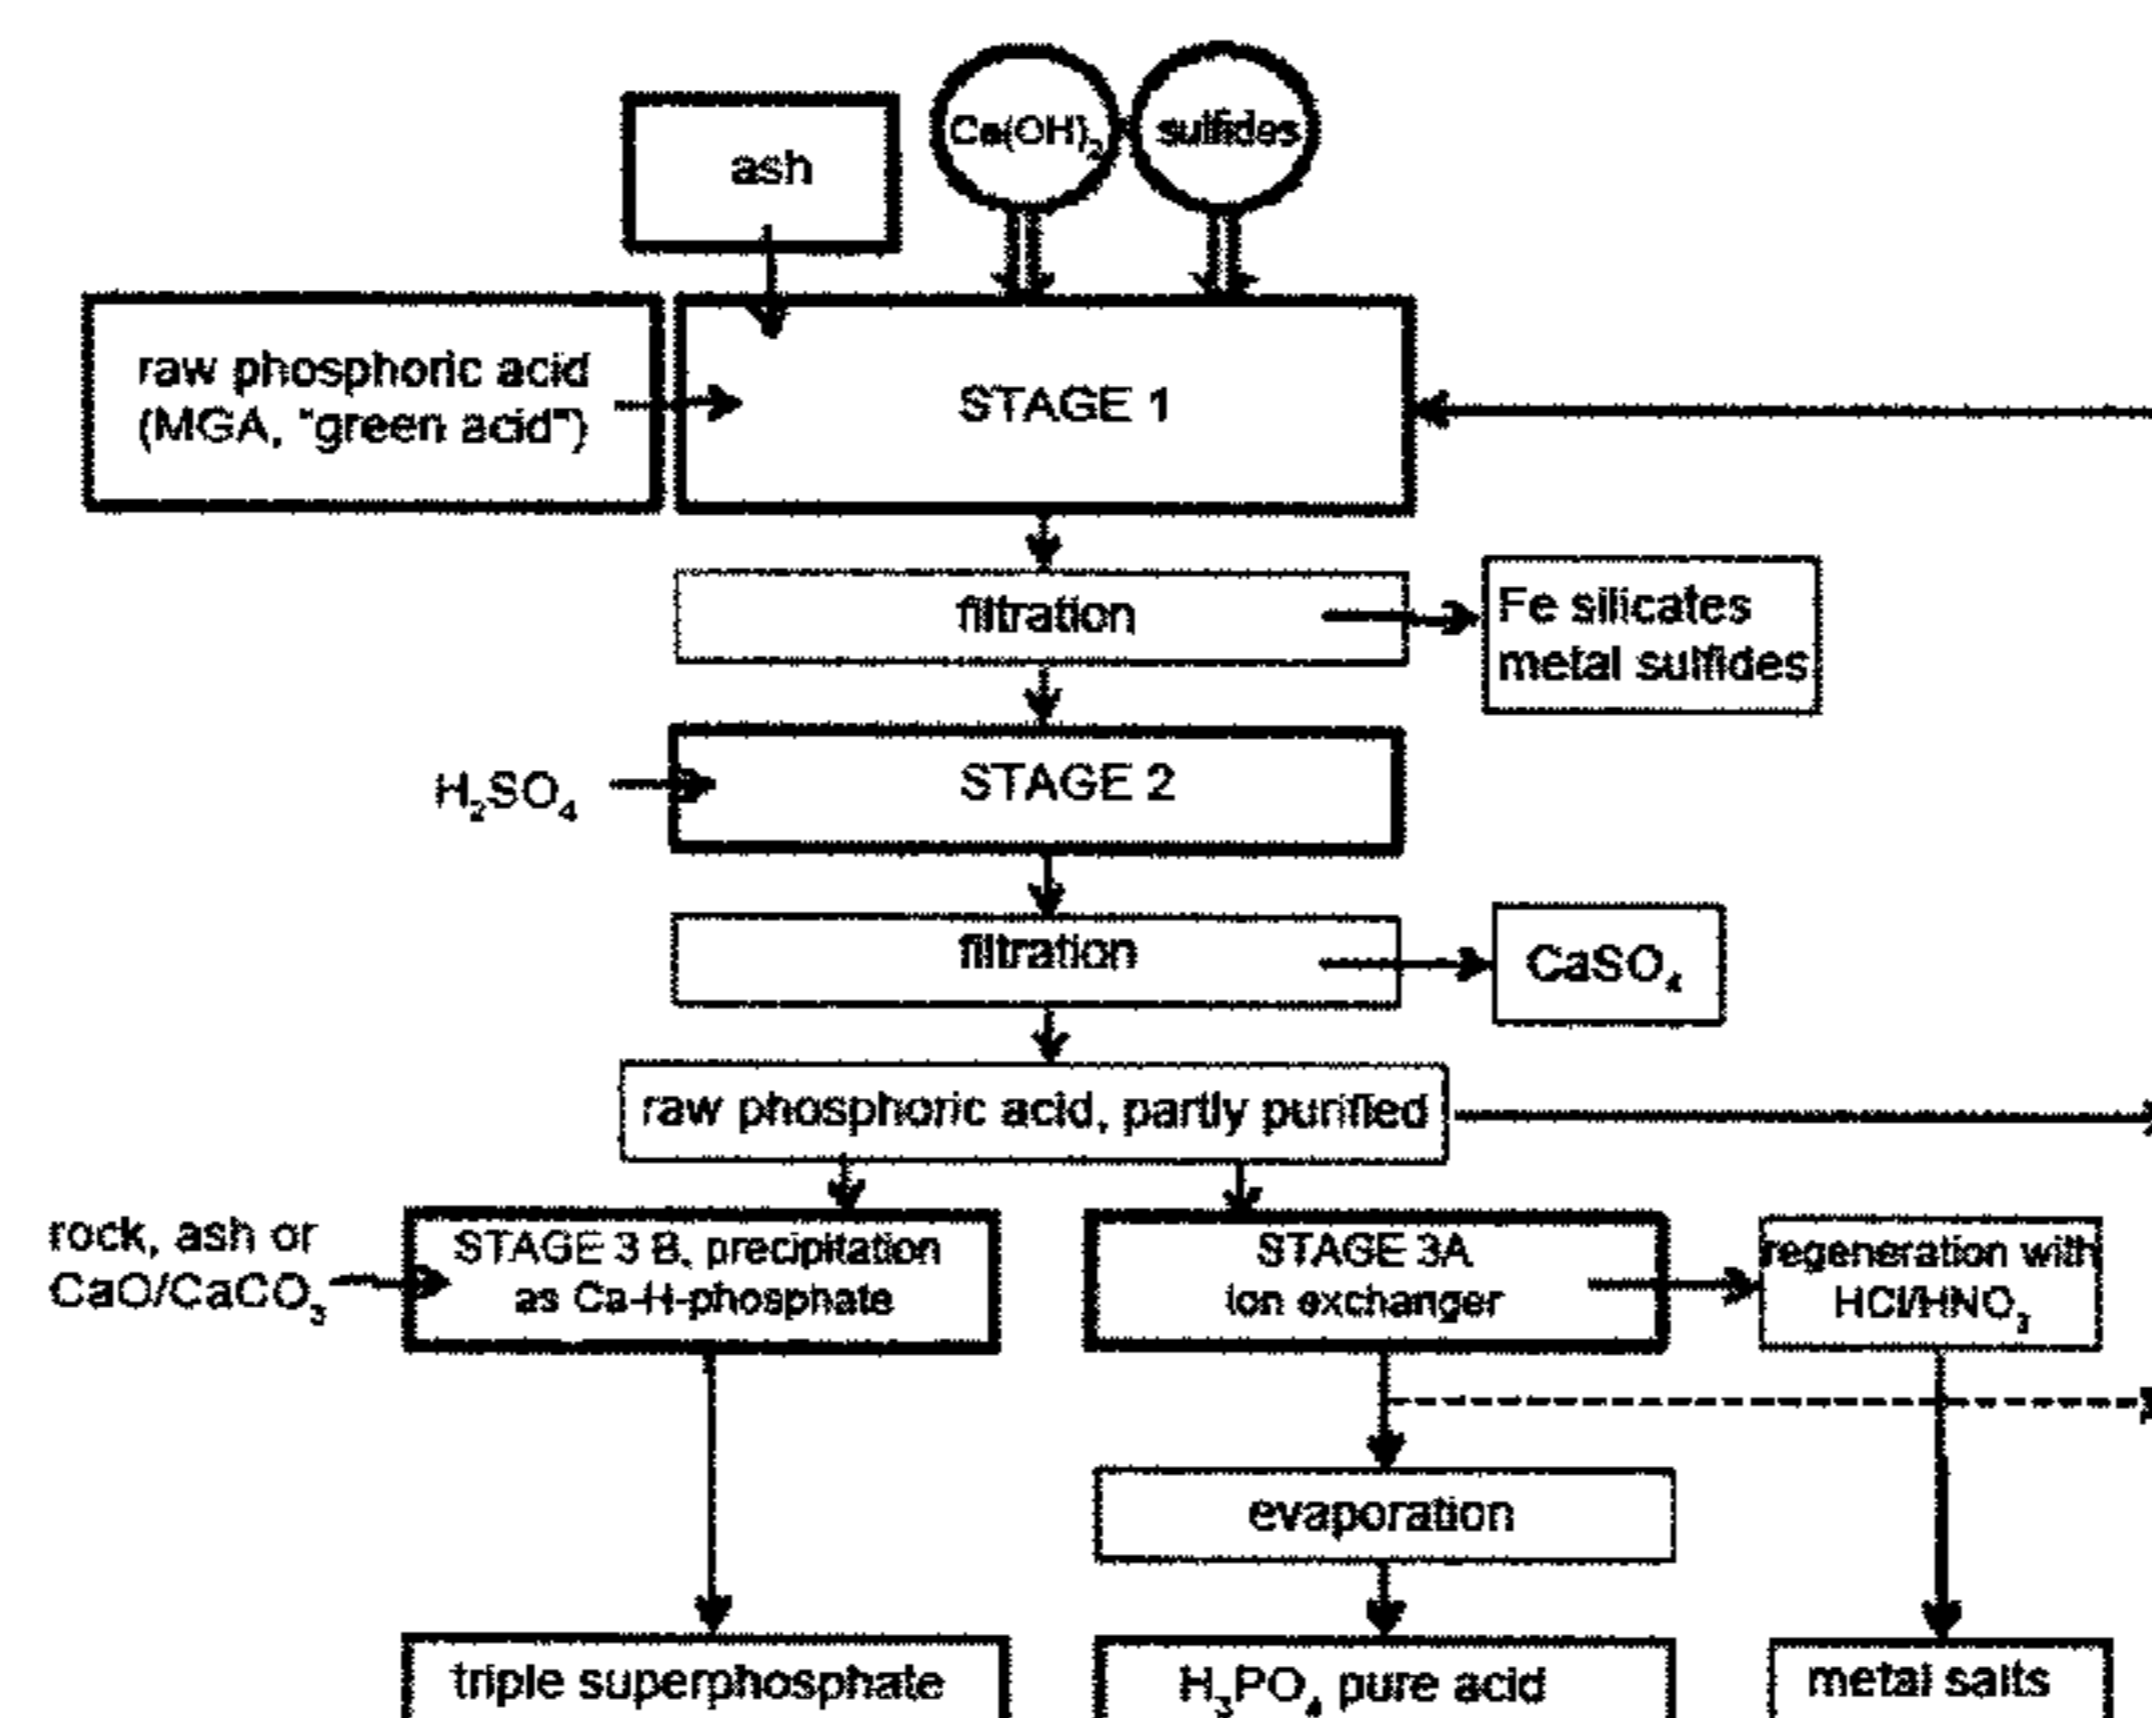 ash
Ca(OH)₂
sulfides
raw phosphoric acid
(MGA, "green acid")
STAGE 1
filtration
Fe silicates
metal sulfides
H₂SO₄
STAGE 2
filtration
CaSO₄
raw phosphoric acid, partly purified
rock, ash or
CaO/CaCO₃
STAGE 3 B, precipitation
as Ca-H-phosphate
STAGE 3A
ion exchanger
regeneration with
HCl/HNO₃
evaporation
triple superphosphate
H₃PO₄ pure acid
metal salts